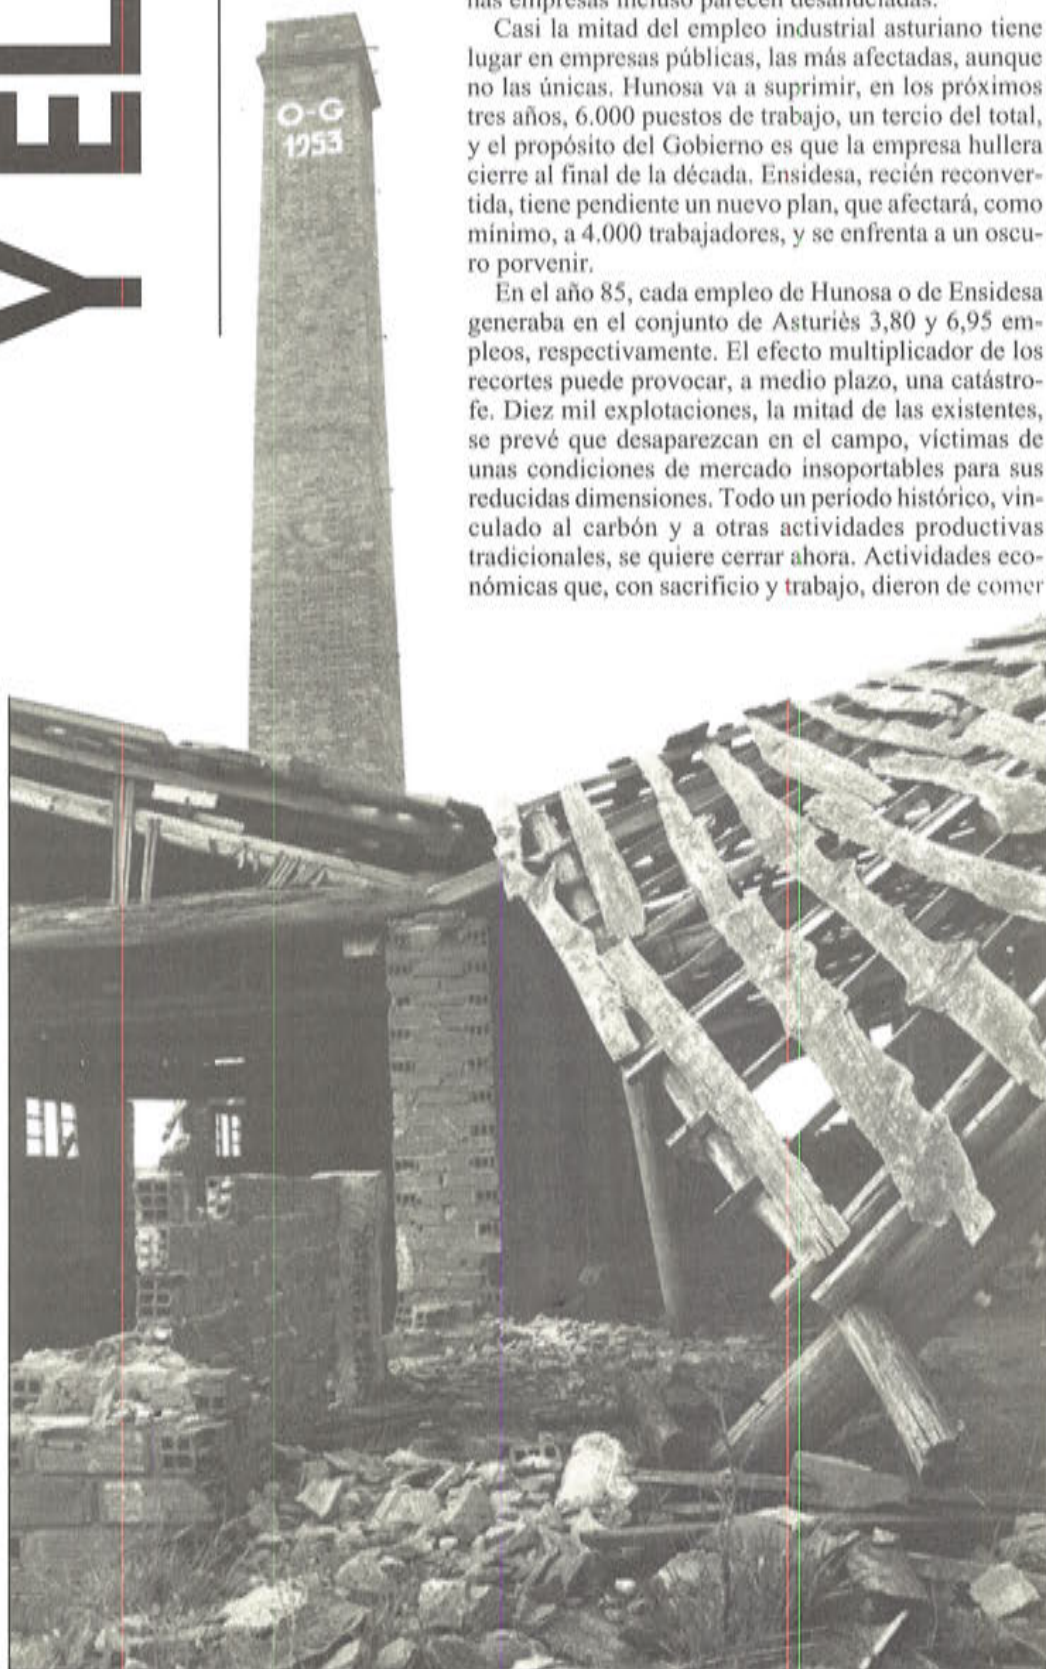 Y EL
O-G
1953
nas empresas incluso parecen desahuciadas.
Casi la mitad del empleo industrial asturiano tiene
lugar en empresas públicas, las más afectadas, aunque
no las únicas. Hunosa va a suprimir, en los próximos
tres años, 6.000 puestos de trabajo, un tercio del total,
y el propósito del Gobierno es que la empresa hullera
cierre al final de la década. Ensidesa, recién reconver-
tida, tiene pendiente un nuevo plan, que afectará, como
mínimo, a 4.000 trabajadores, y se enfrenta a un oscu-
ro porvenir.
En el año 85, cada empleo de Hunosa o de Ensidesa
generaba en el conjunto de Asturiès 3,80 y 6,95 em-
pleos, respectivamente. El efecto multiplicador de los
recortes puede provocar, a medio plazo, una catástro-
fe. Diez mil explotaciones, la mitad de las existentes,
se prevé que desaparezcan en el campo, víctimas de
unas condiciones de mercado insoportables para sus
reducidas dimensiones. Todo un período histórico, vin-
culado al carbón y a otras actividades productivas
tradicionales, se quiere cerrar ahora. Actividades eco-
nómicas que, con sacrificio y trabajo, dieron de comer